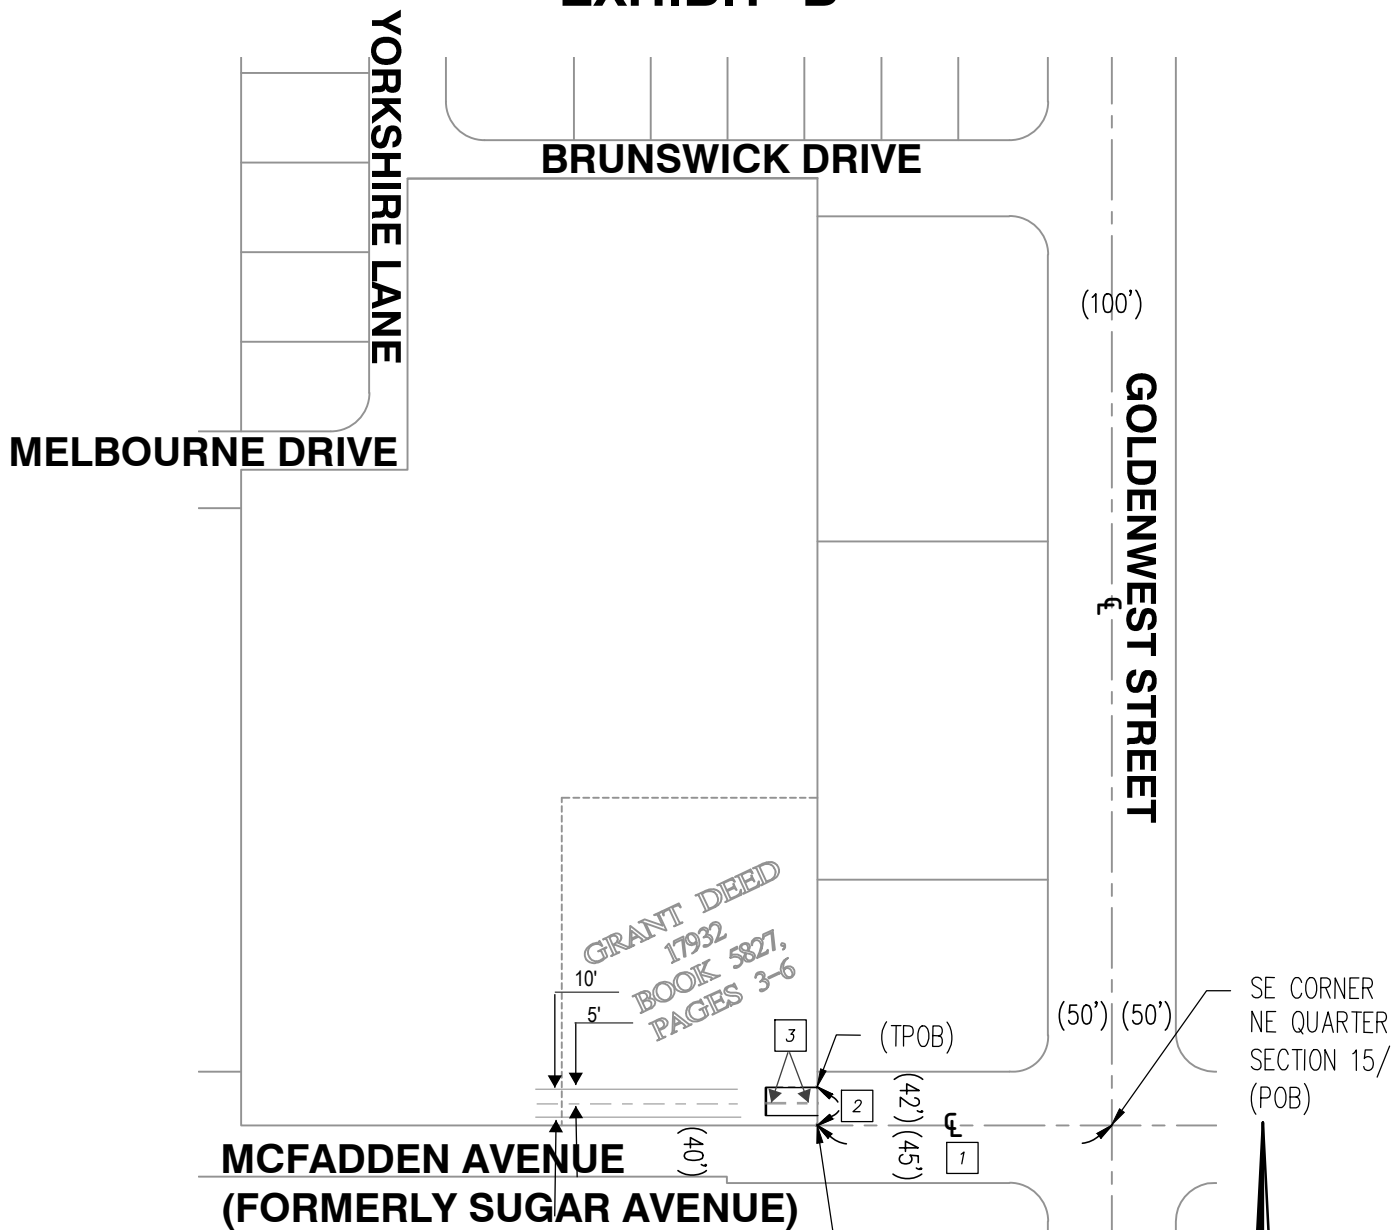 YORKSHIRE LANE
BRUNSWICK DRIVE
(100')
GOLDENWEST STREET
MELBOURNE DRIVE
GRANT DEED
17932
BOOK 5827,
PAGES 3-6
10'
5'
3
(TPOB)
(50') (50')
SE CORNER
NE QUARTER
SECTION 15/
(POB)
2
(42') (45')
1
(40')
MCFADDEN AVENUE
(FORMERLY SUGAR AVENUE)